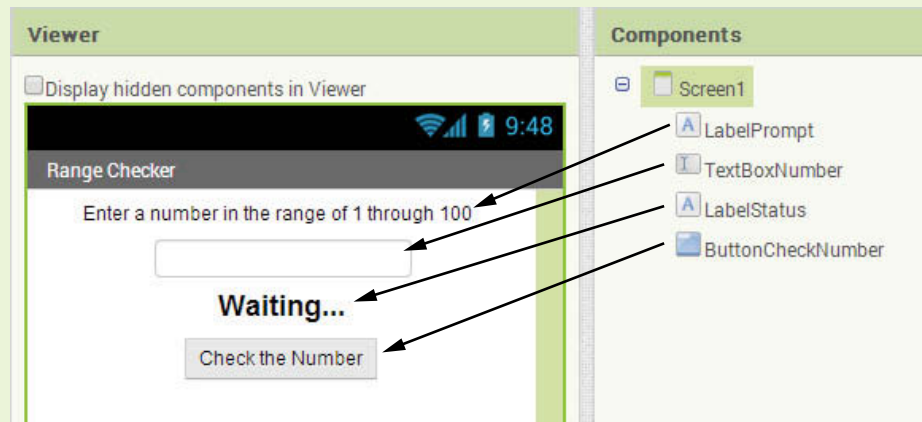 Viewer
Display hidden components in Viewer
9:48
Range Checker
Enter a number in the range of 1 through 100
Waiting...
Check the Number
Components
Screen1
A LabelPrompt
TextBoxNumber
A LabelStatus
ButtonCheckNumber